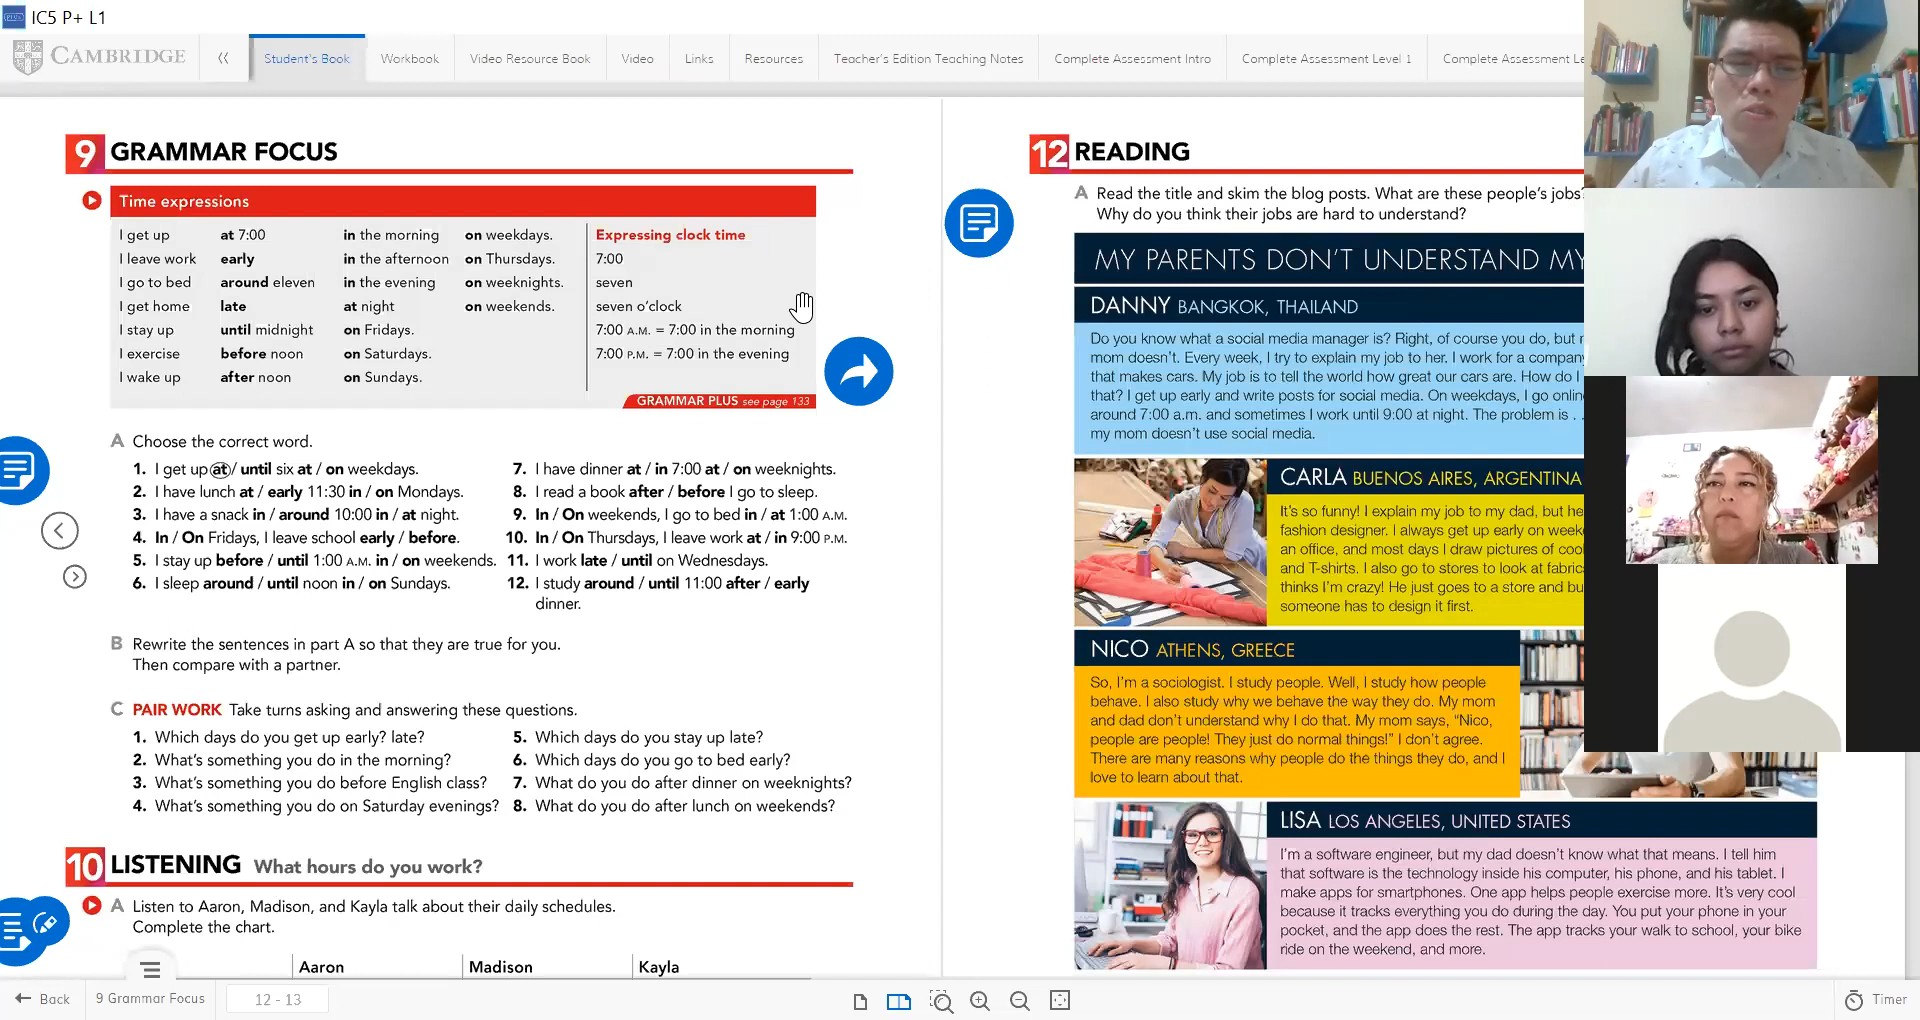 IC5 P+ L1
CAMBRIDGE
Student's Book
Workbook
Video Resource Book
Video
Links
Resources
Teacher's Edition Teaching Notes
Complete Assessment Intro
Complete Assessment Level 1
Complete Assessment Le
9 GRAMMAR FOCUS
Time expressions
I get up at 7:00 in the morning on weekdays.
I leave work early in the afternoon on Thursdays.
I go to bed around eleven in the evening on weeknights.
I get home late at night on weekends.
I stay up until midnight on Fridays.
I exercise before noon on Saturdays.
I wake up after noon on Sundays.
Expressing clock time
7:00
seven
seven o'clock
7:00 A.M. = 7:00 in the morning
7:00 P.M. = 7:00 in the evening
GRAMMAR PLUS see page 133
A Choose the correct word.
1. I get up at / until six at / on weekdays.
2. I have lunch at / early 11:30 in / on Mondays.
3. I have a snack in / around 10:00 in / at night.
4. In / On Fridays, I leave school early / before.
5. I stay up before / until 1:00 A.M. in / on weekends.
6. I sleep around / until noon in / on Sundays.
7. I have dinner at / in 7:00 at / on weeknights.
8. I read a book after / before I go to sleep.
9. In / On weekends, I go to bed in / at 1:00 A.M.
10. In / On Thursdays, I leave work at / in 9:00 P.M.
11. I work late / until on Wednesdays.
12. I study around / until 11:00 after / early
dinner.
B Rewrite the sentences in part A so that they are true for you.
Then compare with a partner.
C PAIR WORK Take turns asking and answering these questions.
1. Which days do you get up early? late?
2. What's something you do in the morning?
3. What's something you do before English class?
4. What's something you do on Saturday evenings?
5. Which days do you stay up late?
6. Which days do you go to bed early?
7. What do you do after dinner on weeknights?
8. What do you do after lunch on weekends?
10 LISTENING What hours do you work?
A Listen to Aaron, Madison, and Kayla talk about their daily schedules.
Complete the chart.
Aaron
Madison
Kayla
12 READING
A Read the title and skim the blog posts. What are these people's jobs?
Why do you think their jobs are hard to understand?
MY PARENTS DON'T UNDERSTAND MY
DANNY BANGKOK, THAILAND
Do you know what a social media manager is? Right, of course you do, but
mom doesn't. Every week, I try to explain my job to her. I work for a company
that makes cars. My job is to tell the world how great our cars are. How do I
that? I get up early and write posts for social media. On weekdays, I go onlin
around 7:00 a.m. and sometimes I work until 9:00 at night. The problem is . .
my mom doesn't use social media.
CARLA BUENOS AIRES, ARGENTINA
It's so funny! I explain my job to my dad, but he
fashion designer. I always get up early on week
an office, and most days I draw pictures of coo
and T-shirts. I also go to stores to look at fabric
thinks I'm crazy! He just goes to a store and bu
someone has to design it first.
NICO ATHENS, GREECE
So, I'm a sociologist. I study people. Well, I study how people
behave. I also study why we behave the way they do. My mom
and dad don't understand why I do that. My mom says, "Nico,
people are people! They just do normal things!" I don't agree.
There are many reasons why people do the things they do, and I
love to learn about that.
LISA LOS ANGELES, UNITED STATES
I'm a software engineer, but my dad doesn't know what that means. I tell him
that software is the technology inside his computer, his phone, and his tablet. I
make apps for smartphones. One app helps people exercise more. It's very cool
because it tracks everything you do during the day. You put your phone in your
pocket, and the app does the rest. The app tracks your walk to school, your bike
ride on the weekend, and more.
Back
9 Grammar Focus
12 - 13
Timer